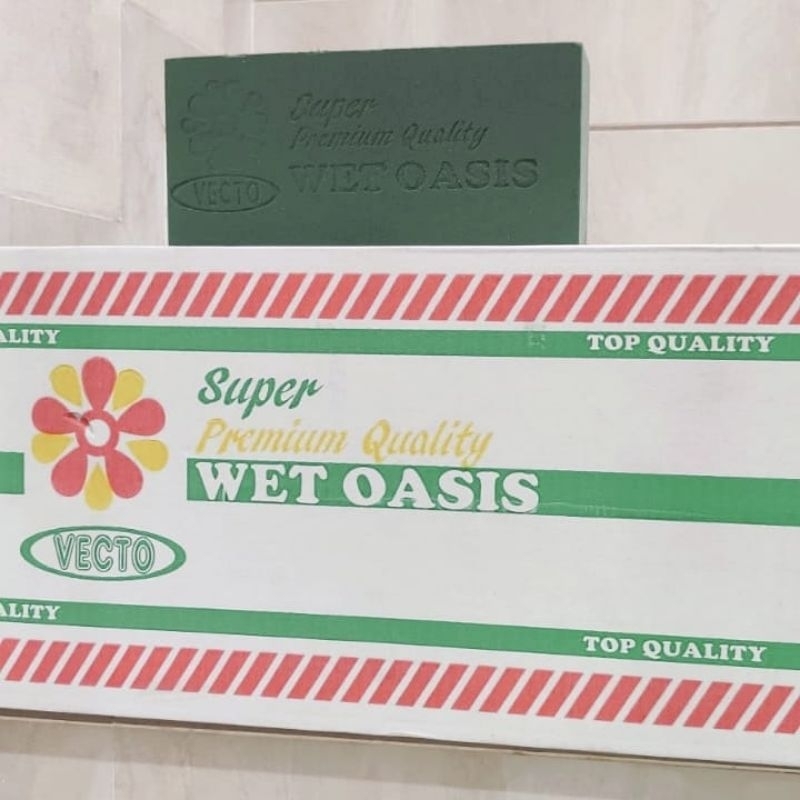 Super
Premium Quality
VECTO WET OASIS
ALITY TOP QUALITY
Super
Premium Quality
WET OASIS
VECTO
ALITY TOP QUALITY